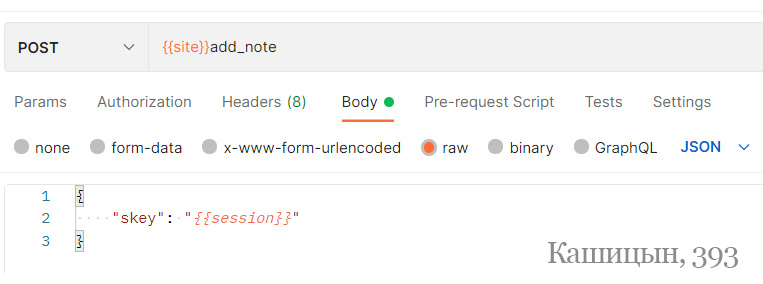 POST {{site}}add_note
Params Authorization Headers (8) Body Pre-request Script Tests Settings
none form-data x-www-form-urlencoded raw binary GraphQL JSON
1 {
2 ····"skey":·"{{session}}"
3 }
Кашицын, 393